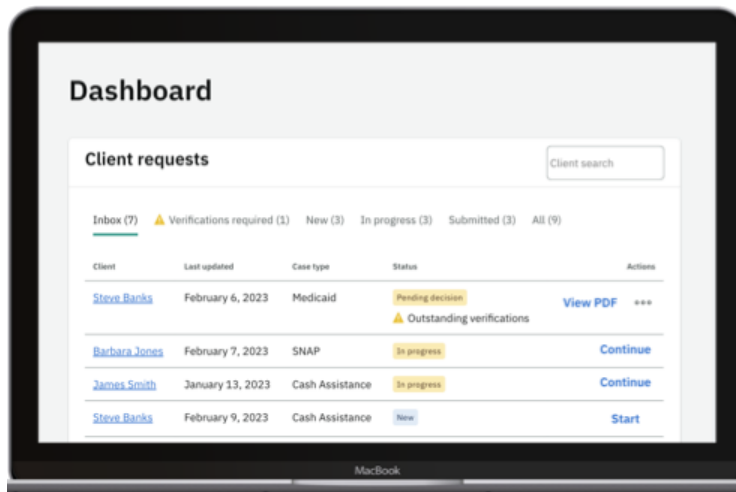 Dashboard
Client requests
Client search
Inbox (7) Verifications required (1) New (3) In progress (3) Submitted (3) All (9)
Client Last updated Case type Status Actions
Steve Banks February 6, 2023 Medicaid Pending decision View PDF
Outstanding verifications
Barbara Jones February 7, 2023 SNAP In progress Continue
James Smith January 13, 2023 Cash Assistance In progress Continue
Steve Banks February 9, 2023 Cash Assistance New Start
MacBook